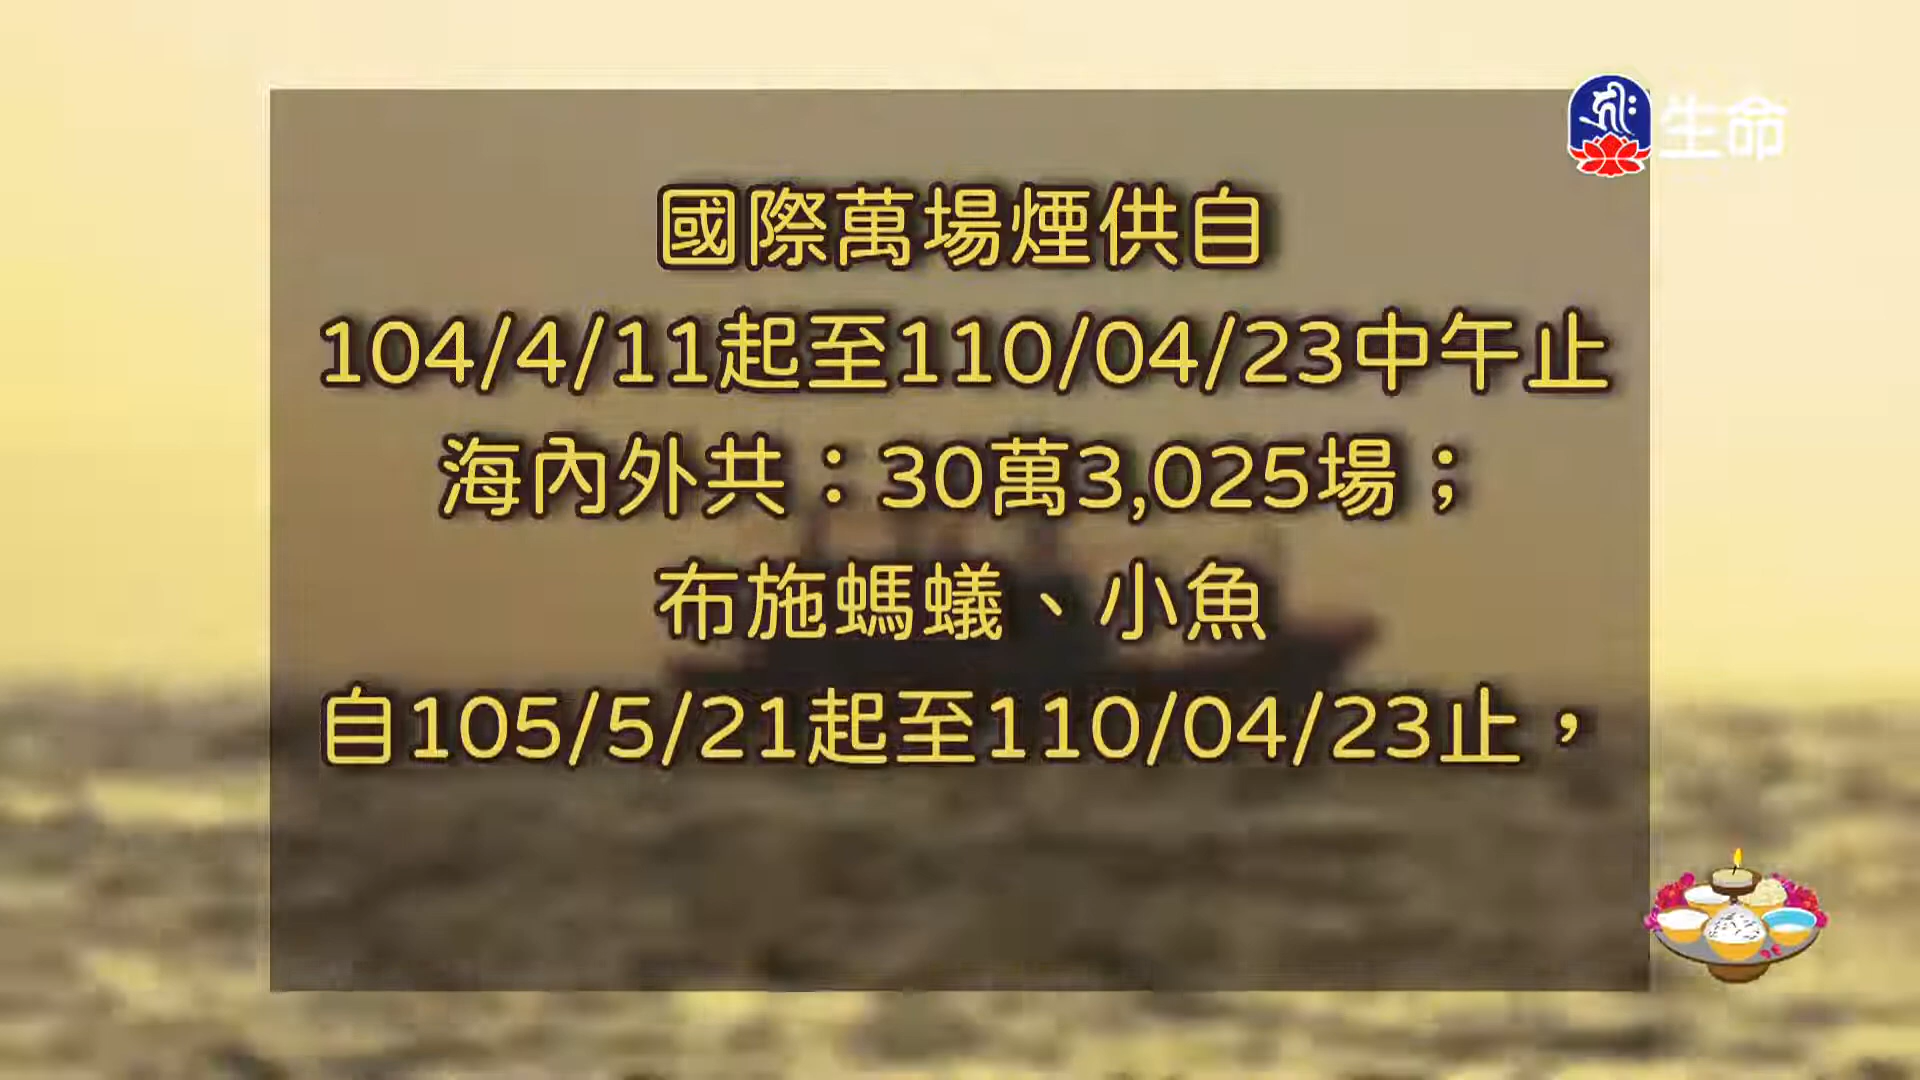 生命
國際萬場煙供自
104/4/11起至110/04/23中午止
海內外共：30萬3,025場；
布施螞蟻、小魚
自105/5/21起至110/04/23止，